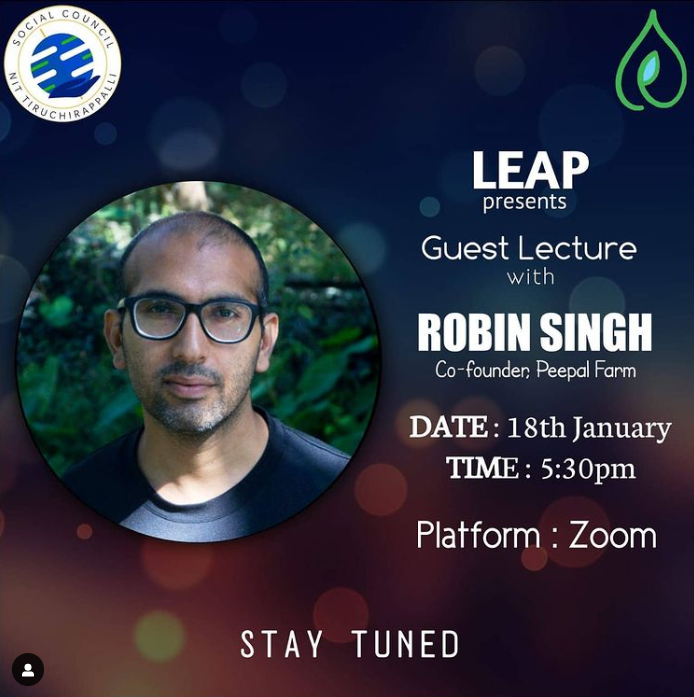 SOCIAL COUNCIL
NIT TIRUCHIRAPPALLI
LEAP
presents
Guest Lecture
with
ROBIN SINGH
Co-founder, Peepal Farm
DATE : 18th January
TIME : 5:30pm
Platform : Zoom
STAY TUNED